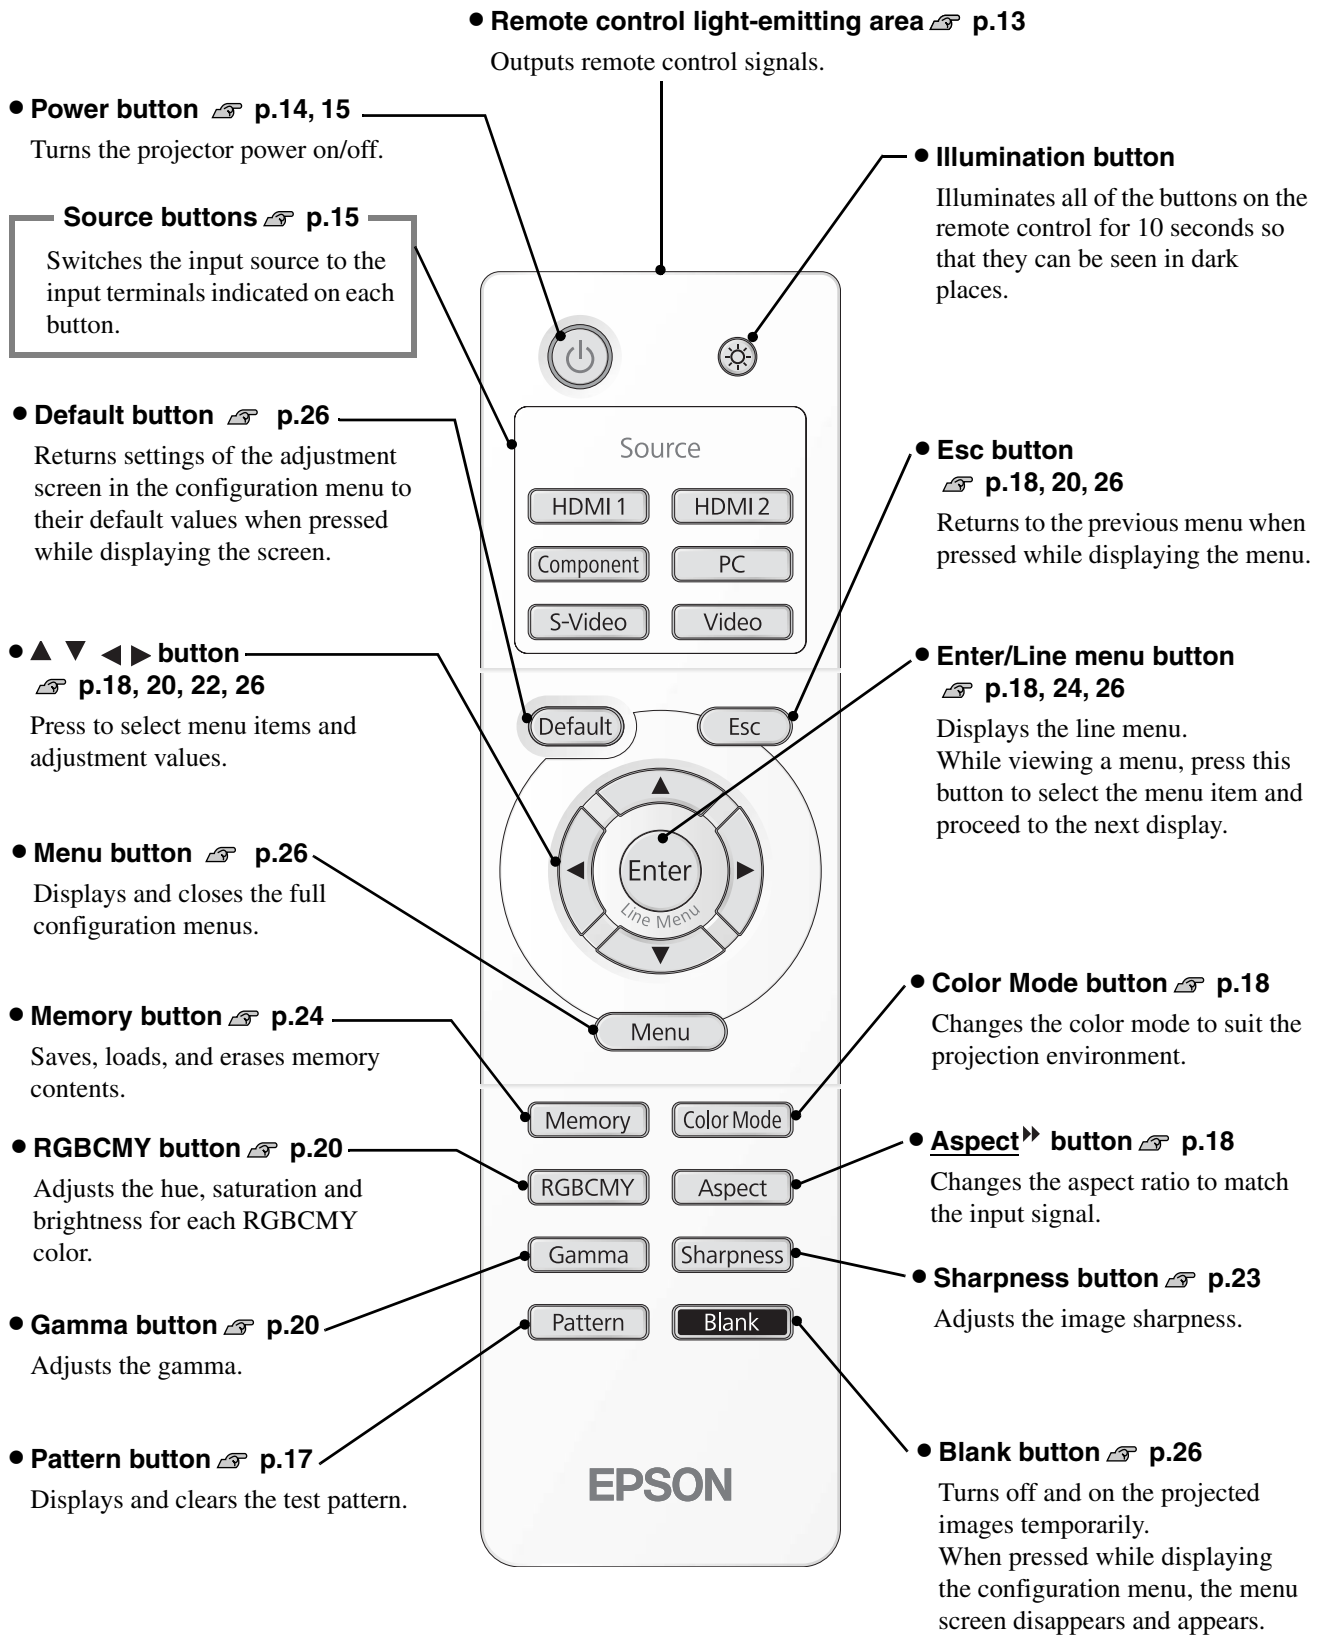 ● Remote control light-emitting area ☞ p.13
Outputs remote control signals.
● Power button ☞ p.14, 15
Turns the projector power on/off.
Source buttons ☞ p.15
Switches the input source to the
input terminals indicated on each
button.
● Default button ☞ p.26
Returns settings of the adjustment
screen in the configuration menu to
their default values when pressed
while displaying the screen.
● ▲ ▼ ◀ ▶ button
☞ p.18, 20, 22, 26
Press to select menu items and
adjustment values.
● Menu button ☞ p.26
Displays and closes the full
configuration menus.
● Memory button ☞ p.24
Saves, loads, and erases memory
contents.
● RGBCMY button ☞ p.20
Adjusts the hue, saturation and
brightness for each RGBCMY
color.
● Gamma button ☞ p.20
Adjusts the gamma.
● Pattern button ☞ p.17
Displays and clears the test pattern.
Source
HDMI 1
HDMI 2
Component
PC
S-Video
Video
Default
Esc
Enter
Line Menu
Menu
Memory
Color Mode
RGBCMY
Aspect
Gamma
Sharpness
Pattern
Blank
EPSON
● Illumination button
Illuminates all of the buttons on the
remote control for 10 seconds so
that they can be seen in dark
places.
● Esc button
☞ p.18, 20, 26
Returns to the previous menu when
pressed while displaying the menu.
● Enter/Line menu button
☞ p.18, 24, 26
Displays the line menu.
While viewing a menu, press this
button to select the menu item and
proceed to the next display.
● Color Mode button ☞ p.18
Changes the color mode to suit the
projection environment.
● Aspect▶▶ button ☞ p.18
Changes the aspect ratio to match
the input signal.
● Sharpness button ☞ p.23
Adjusts the image sharpness.
● Blank button ☞ p.26
Turns off and on the projected
images temporarily.
When pressed while displaying
the configuration menu, the menu
screen disappears and appears.